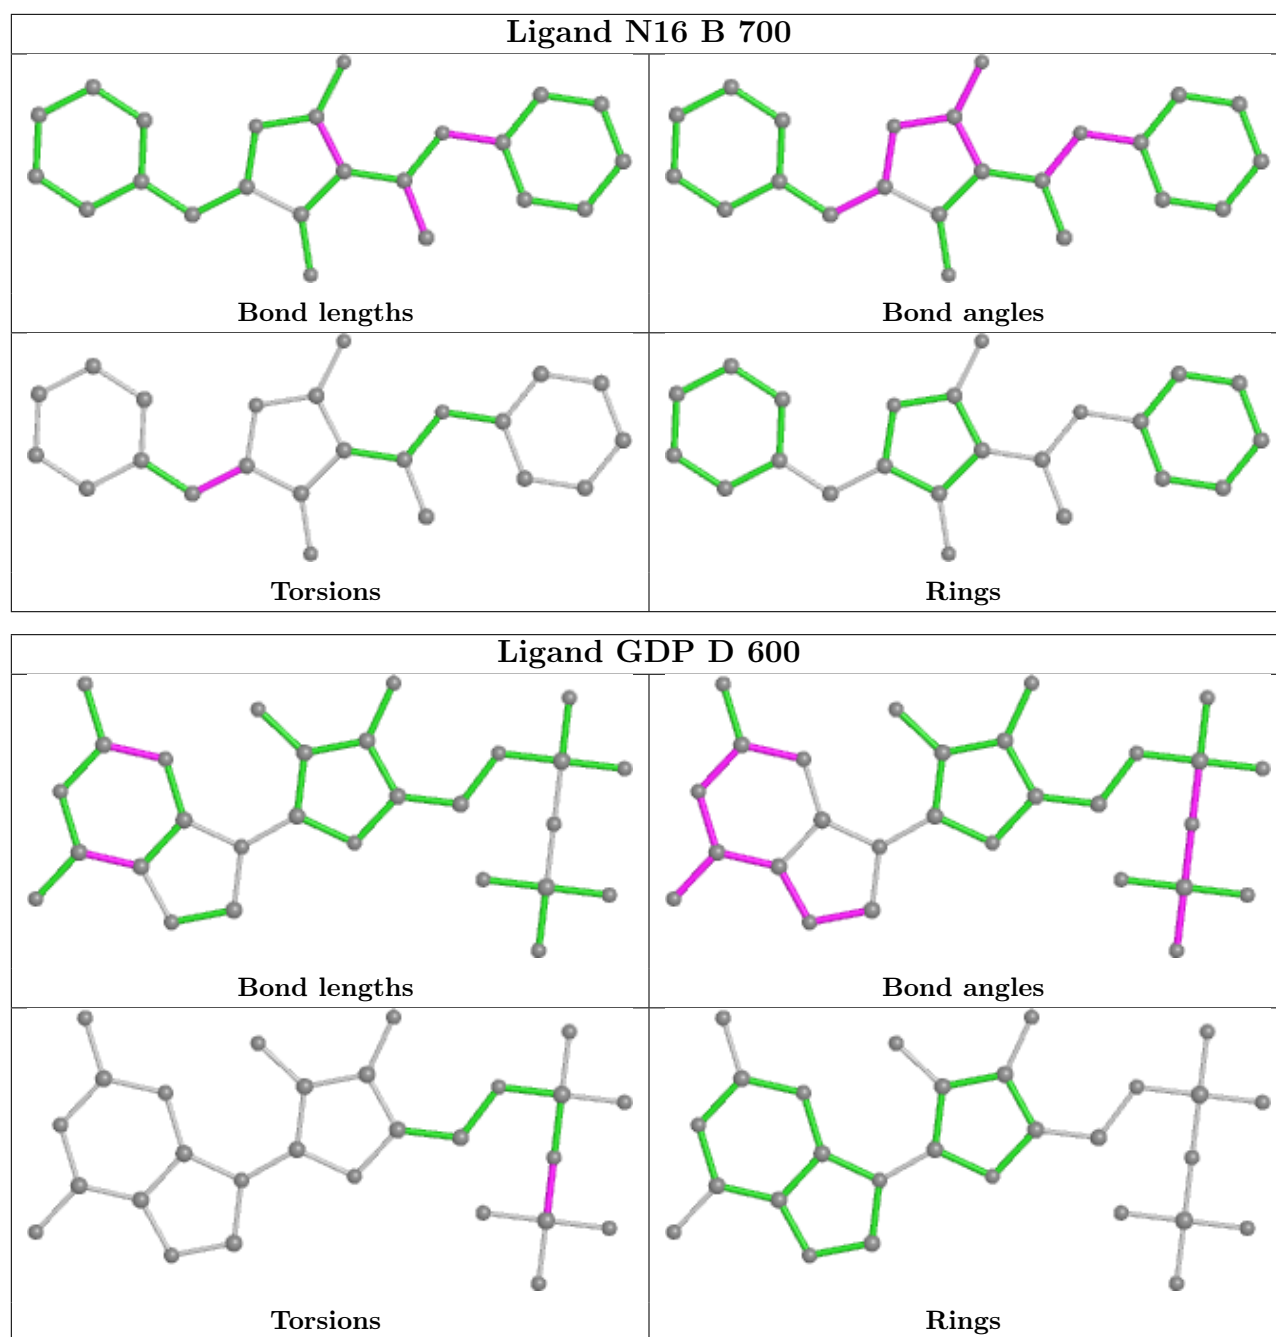 Ligand N16 B 700
Bond lengths
Bond angles
Torsions
Rings
Ligand GDP D 600
Bond lengths
Bond angles
Torsions
Rings